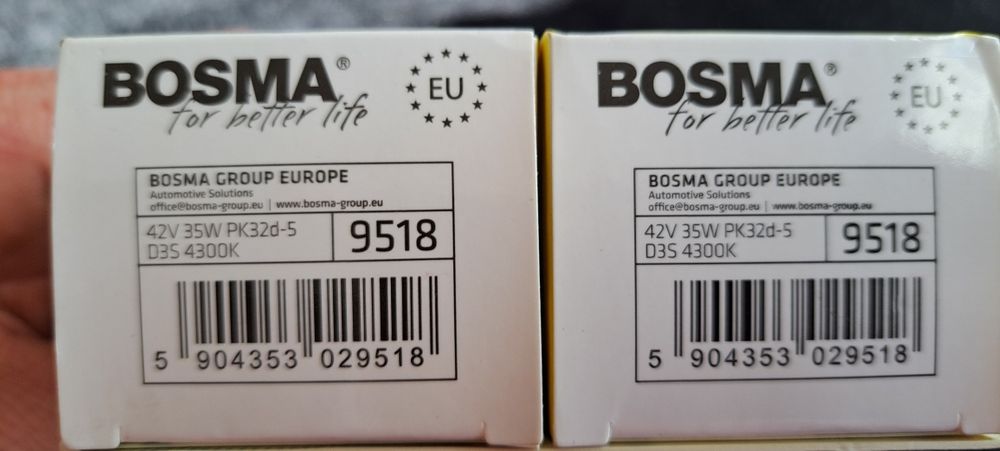 BOSMA®
for better life
EU
BOSMA GROUP EUROPE
Automotive Solutions
office@bosma-group.eu | www.bosma-group.eu
42V 35W PK32d-5
D3S 4300K
9518
5 904353 029518
BOSMA®
for better life
EU
BOSMA GROUP EUROPE
Automotive Solutions
office@bosma-group.eu | www.bosma-group.eu
42V 35W PK32d-5
D3S 4300K
9518
5 904353 029518